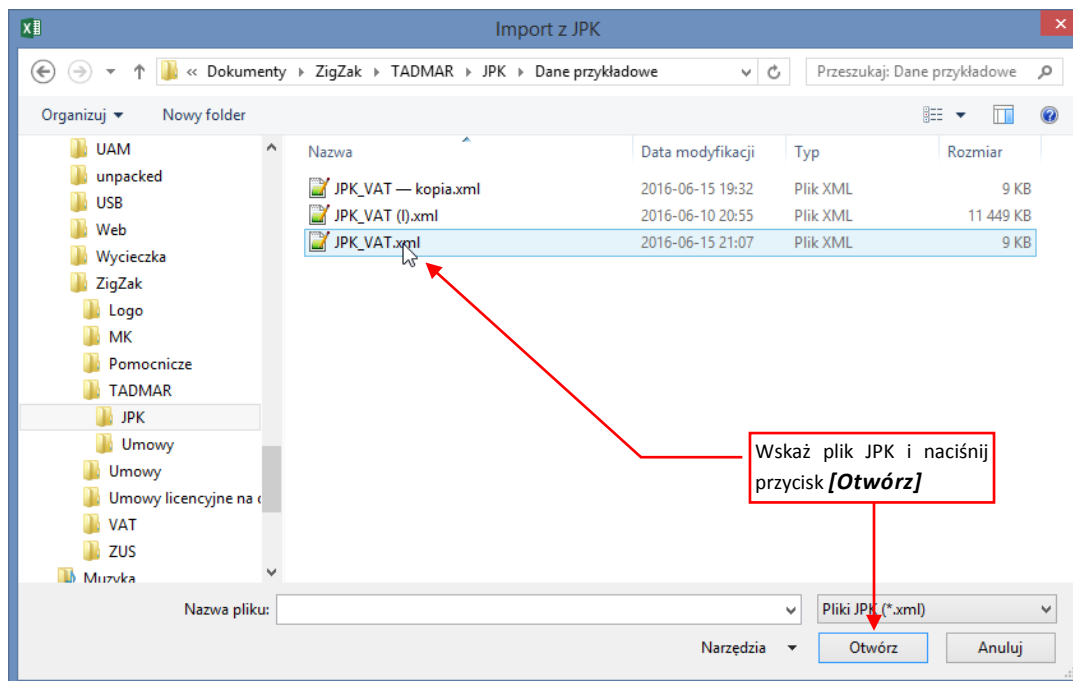 Import z JPK
« Dokumenty ▸ ZigZak ▸ TADMAR ▸ JPK ▸ Dane przykładowe
Przeszukaj: Dane przykładowe
Organizuj
Nowy folder
UAM
unpacked
USB
Web
Wycieczka
ZigZak
Logo
MK
Pomocnicze
TADMAR
JPK
Umowy
Umowy
Umowy licencyjne na
VAT
ZUS
Muzyka
Nazwa Data modyfikacji Typ Rozmiar
JPK_VAT — kopia.xml 2016-06-15 19:32 Plik XML 9 KB
JPK_VAT (I).xml 2016-06-10 20:55 Plik XML 11 449 KB
JPK_VAT.xml 2016-06-15 21:07 Plik XML 9 KB
Wskaż plik JPK i naciśnij
przycisk [Otwórz]
Nazwa pliku:
Pliki JPK (*.xml)
Narzędzia
Otwórz
Anuluj